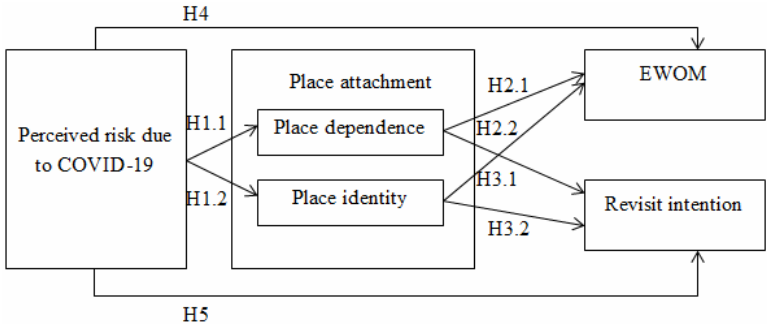 H4
Perceived risk due
to COVID-19
H1.1
H1.2
Place attachment
Place dependence
Place identity
H2.1
H2.2
H3.1
H3.2
EWOM
Revisit intention
H5